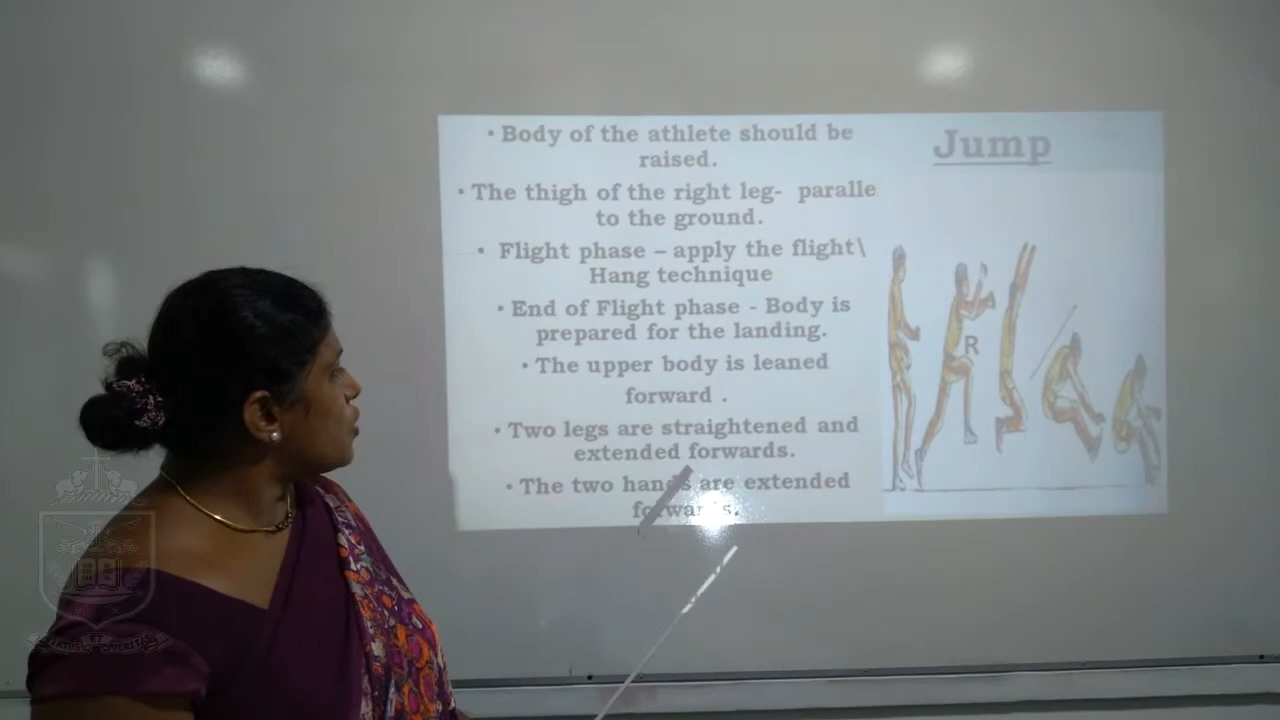 • Body of the athlete should be
raised.
• The thigh of the right leg- paralle
to the ground.
• Flight phase – apply the flight\
Hang technique
• End of Flight phase - Body is
prepared for the landing.
• The upper body is leaned
forward .
• Two legs are straightened and
extended forwards.
• The two hands are extended
forwards.
Jump
R
ET